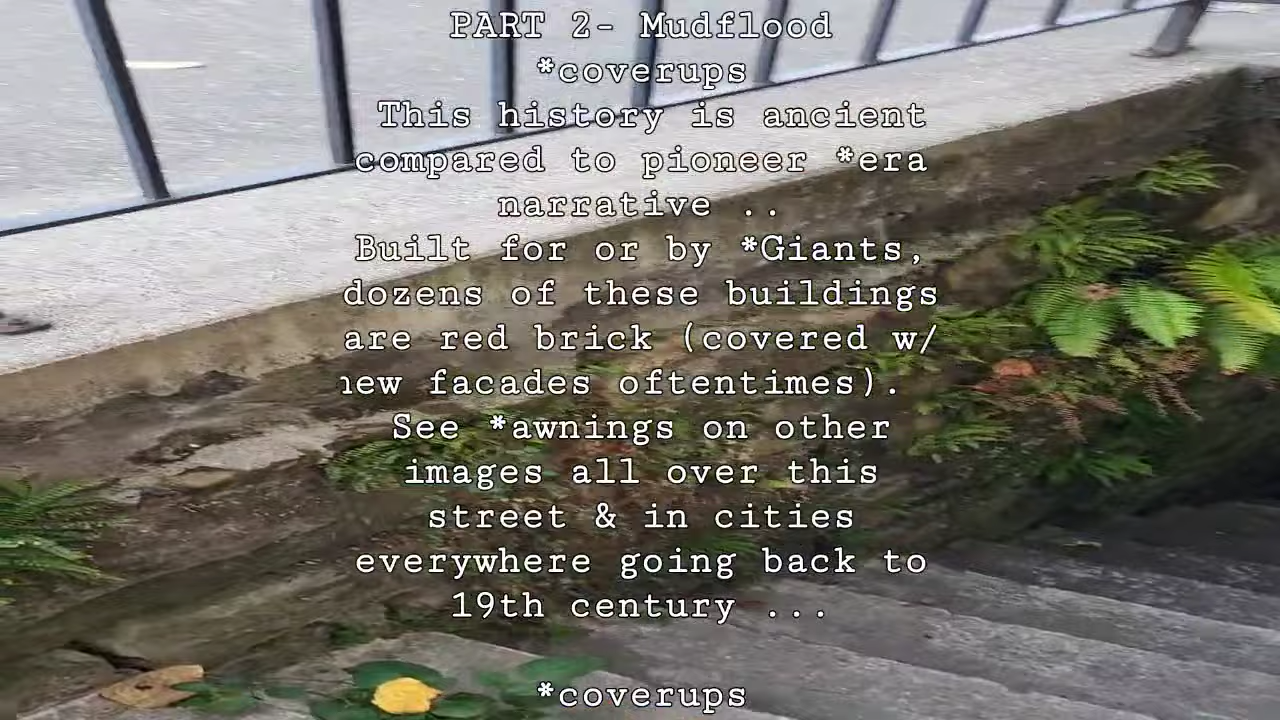 PART 2- Mudflood
*coverups
This history is ancient
compared to pioneer *era
narrative ..
Built for or by *Giants,
dozens of these buildings
are red brick (covered w/
new facades oftentimes).
See *awnings on other
images all over this
street & in cities
everywhere going back to
19th century ...
*coverups